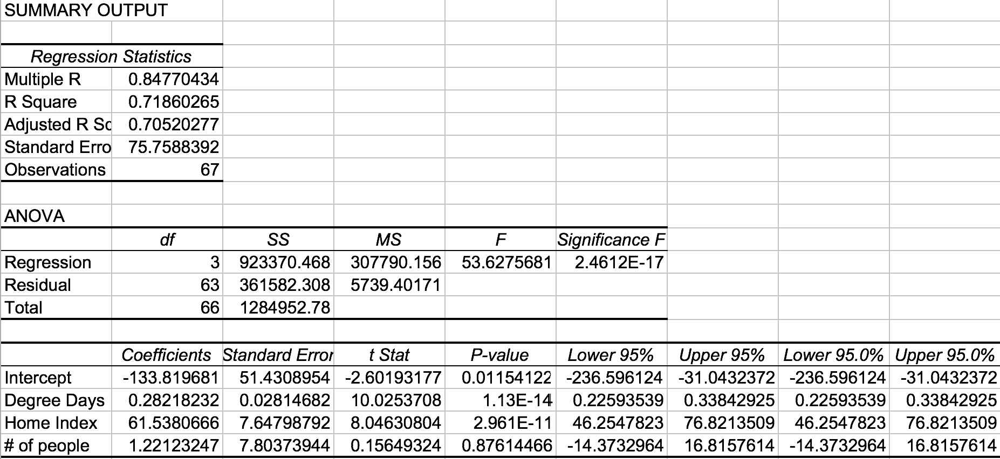 SUMMARY OUTPUT
Regression Statistics
Multiple R 0.84770434
R Square 0.71860265
Adjusted R Sq 0.70520277
Standard Erro 75.7588392
Observations 67
ANOVA
df SS MS F Significance F
Regression 3 923370.468 307790.156 53.6275681 2.4612E-17
Residual 63 361582.308 5739.40171
Total 66 1284952.78
Coefficients Standard Error t Stat P-value Lower 95% Upper 95% Lower 95.0% Upper 95.0%
Intercept -133.819681 51.4308954 -2.60193177 0.01154122 -236.596124 -31.0432372 -236.596124 -31.0432372
Degree Days 0.28218232 0.02814682 10.0253708 1.13E-14 0.22593539 0.33842925 0.22593539 0.33842925
Home Index 61.5380666 7.64798792 8.04630804 2.961E-11 46.2547823 76.8213509 46.2547823 76.8213509
# of people 1.22123247 7.80373944 0.15649324 0.87614466 -14.3732964 16.8157614 -14.3732964 16.8157614